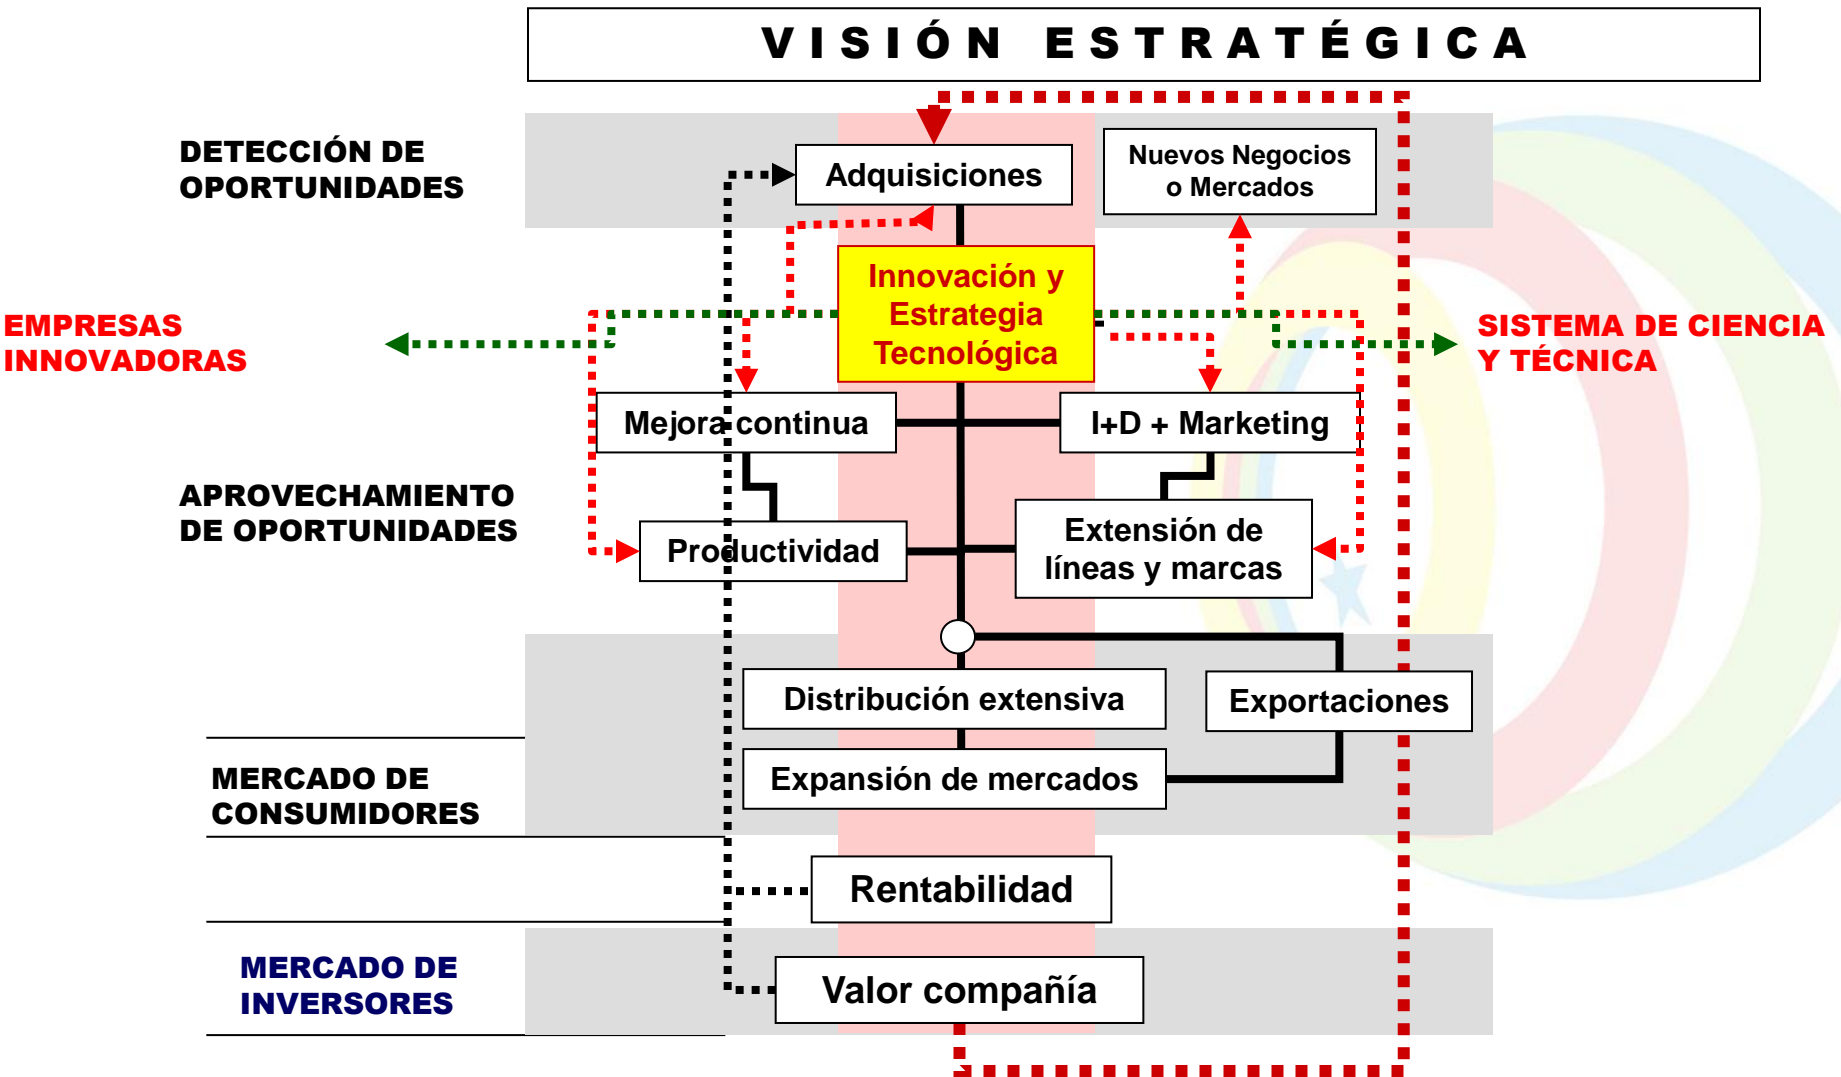 VISIÓN ESTRATÉGICA
DETECCIÓN DE
OPORTUNIDADES
Adquisiciones
Nuevos Negocios
o Mercados
Innovación y
Estrategia
Tecnológica
EMPRESAS
INNOVADORAS
SISTEMA DE CIENCIA
Y TÉCNICA
Mejora continua
I+D + Marketing
APROVECHAMIENTO
DE OPORTUNIDADES
Productividad
Extensión de
líneas y marcas
Distribución extensiva
Exportaciones
Expansión de mercados
MERCADO DE
CONSUMIDORES
Rentabilidad
MERCADO DE
INVERSORES
Valor compañía